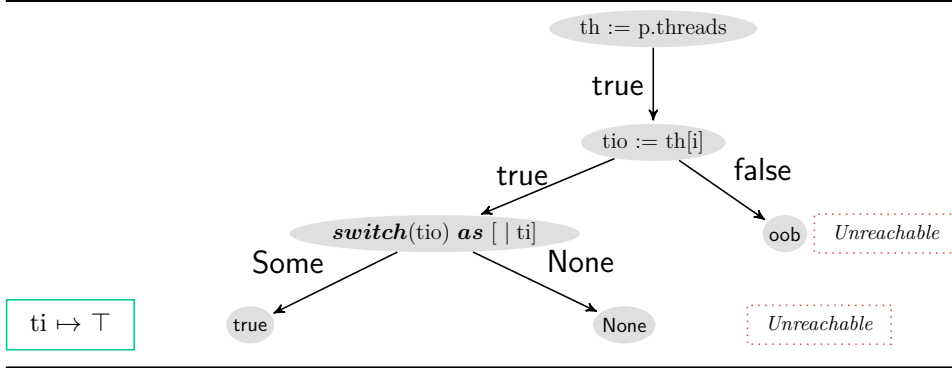 th := p.threads
true
tio := th[i]
true
false
switch(tio) as [ | ti]
oob
Unreachable
Some
None
ti ↦ ⊤
true
None
Unreachable